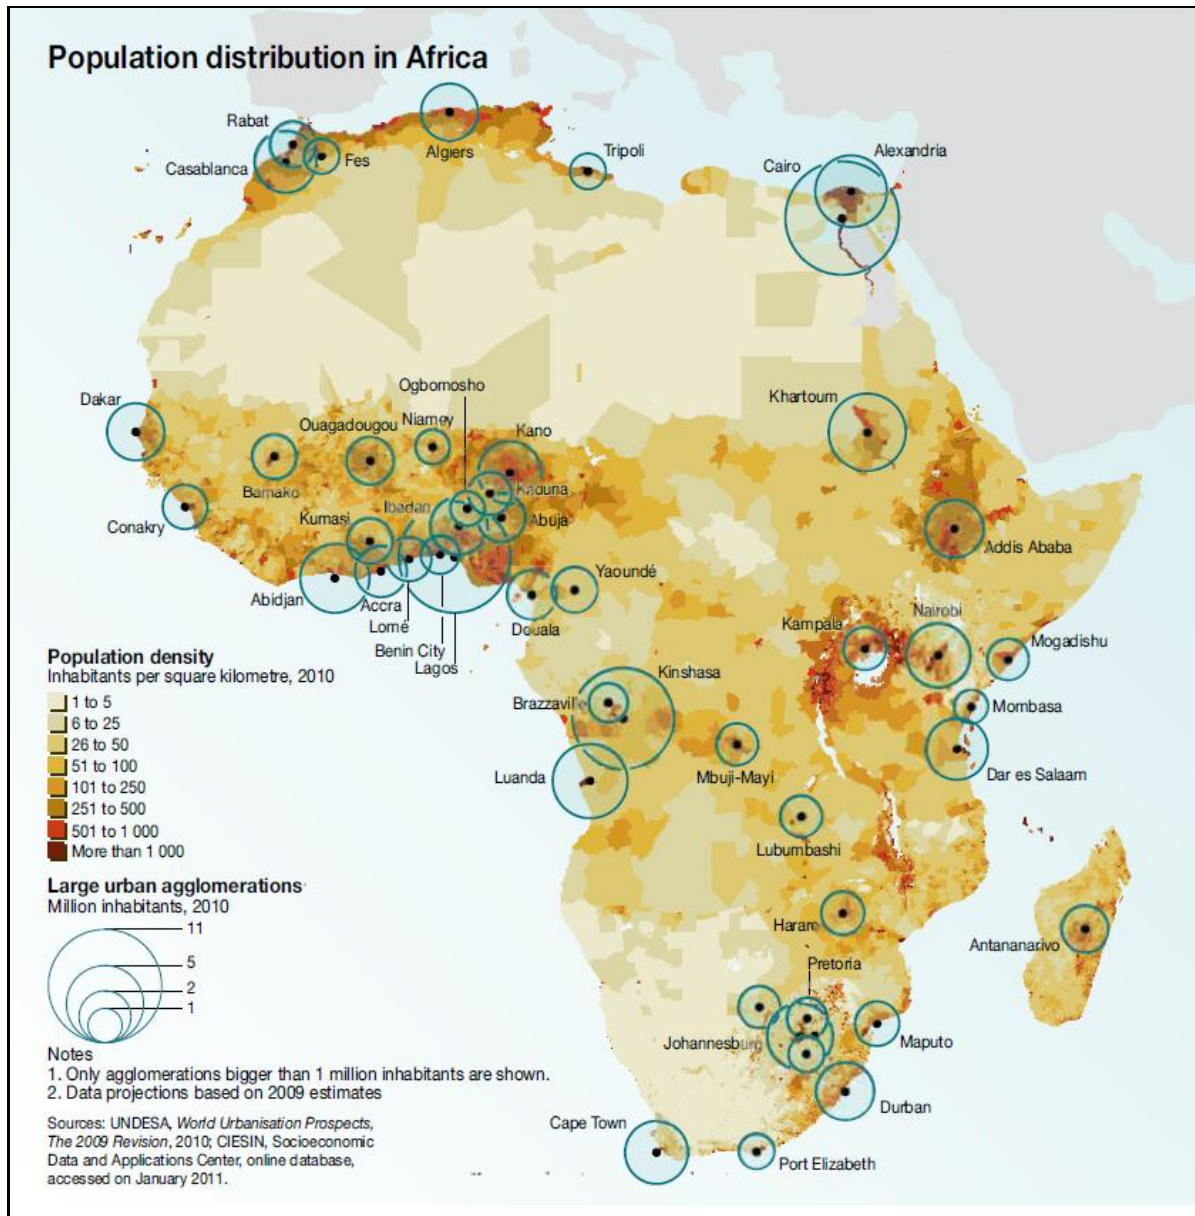 Population distribution in Africa
Rabat
Casablanca
Fes
Algiers
Tripoli
Cairo
Alexandria
Dakar
Ogbomosho
Ouagadougou
Niamey
Kano
Khartoum
Bamako
Ibadan
Kaduna
Conakry
Kumasi
Abuja
Addis Ababa
Abidjan
Accra
Lomé
Benin City
Lagos
Douala
Yaoundé
Kampala
Nairobi
Mogadishu
Kinshasa
Brazzaville
Mombasa
Luanda
Mbuji-Mayi
Dar es Salaam
Lubumbashi
Harare
Antananarivo
Pretoria
Johannesburg
Maputo
Durban
Cape Town
Port Elizabeth
Population density
Inhabitants per square kilometre, 2010
1 to 5
6 to 25
26 to 50
51 to 100
101 to 250
251 to 500
501 to 1 000
More than 1 000
Large urban agglomerations
Million inhabitants, 2010
11
5
2
1
Notes
1. Only agglomerations bigger than 1 million inhabitants are shown.
2. Data projections based on 2009 estimates
Sources: UNDESA, World Urbanisation Prospects,
The 2009 Revision, 2010; CIESIN, Socioeconomic
Data and Applications Center, online database,
accessed on January 2011.